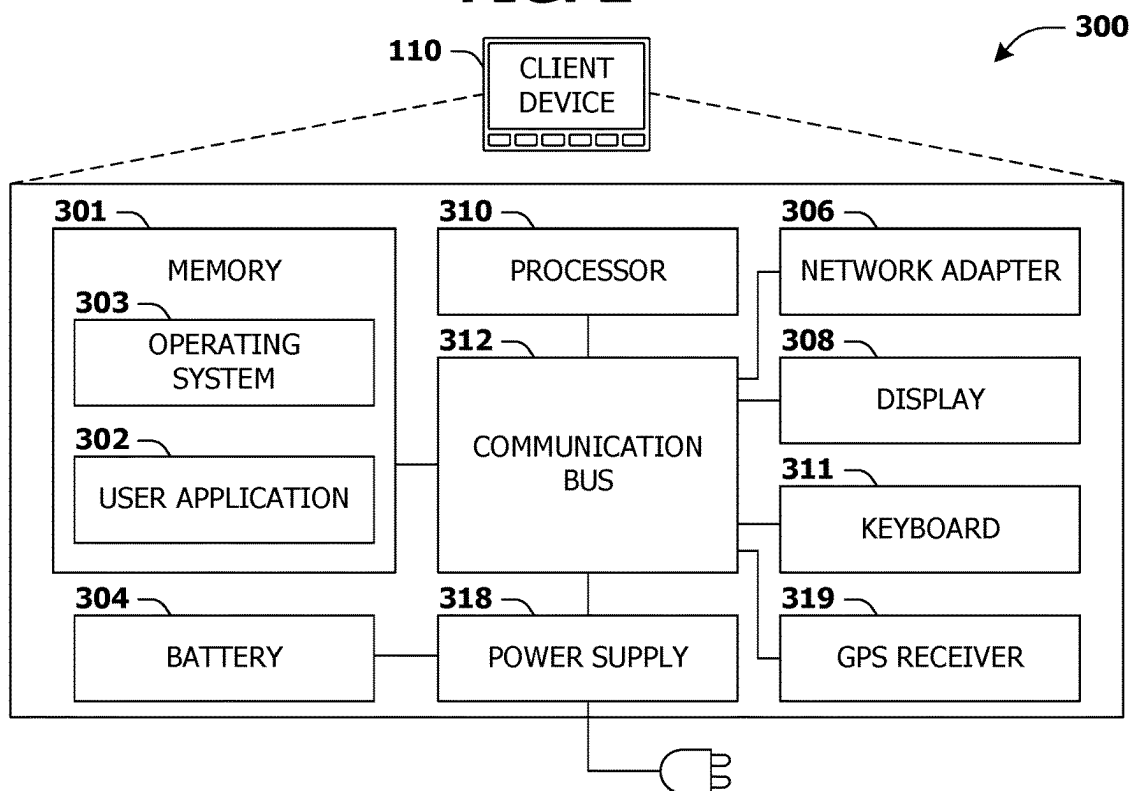 300
110
CLIENT
DEVICE
301
310
306
MEMORY
PROCESSOR
NETWORK ADAPTER
303
OPERATING
SYSTEM
312
308
DISPLAY
302
USER APPLICATION
COMMUNICATION
BUS
311
KEYBOARD
304
318
319
BATTERY
POWER SUPPLY
GPS RECEIVER